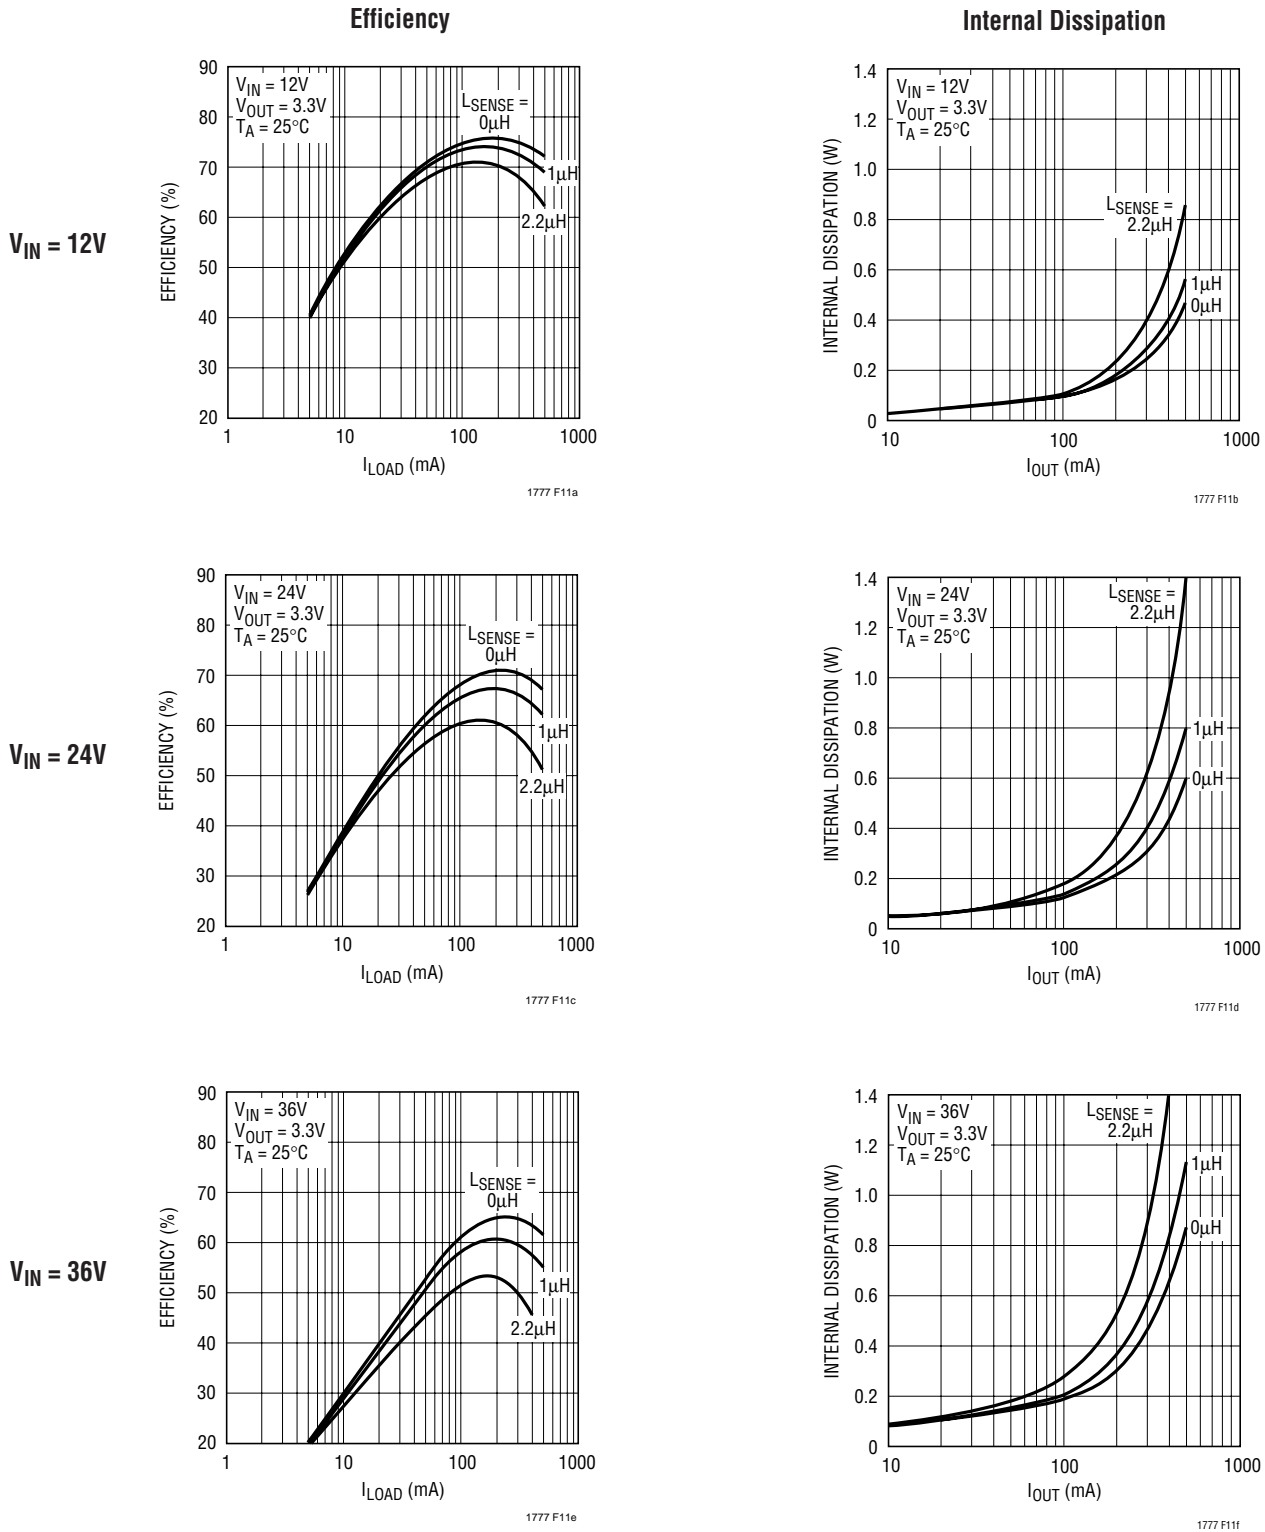 Efficiency
Internal Dissipation
VIN = 12V
90
80
70
60
50
40
30
20
EFFICIENCY (%)
VIN = 12V
VOUT = 3.3V
TA = 25°C
LSENSE =
0µH
1µH
2.2µH
1
10
100
1000
ILOAD (mA)
1777 F11a
1.4
1.2
1.0
0.8
0.6
0.4
0.2
0
INTERNAL DISSIPATION (W)
VIN = 12V
VOUT = 3.3V
TA = 25°C
LSENSE =
2.2µH
1µH
0µH
10
100
1000
IOUT (mA)
1777 F11b
VIN = 24V
90
80
70
60
50
40
30
20
EFFICIENCY (%)
VIN = 24V
VOUT = 3.3V
TA = 25°C
LSENSE =
0µH
1µH
2.2µH
1
10
100
1000
ILOAD (mA)
1777 F11c
1.4
1.2
1.0
0.8
0.6
0.4
0.2
0
INTERNAL DISSIPATION (W)
VIN = 24V
VOUT = 3.3V
TA = 25°C
LSENSE =
2.2µH
1µH
0µH
10
100
1000
IOUT (mA)
1777 F11d
VIN = 36V
90
80
70
60
50
40
30
20
EFFICIENCY (%)
VIN = 36V
VOUT = 3.3V
TA = 25°C
LSENSE =
0µH
1µH
2.2µH
1
10
100
1000
ILOAD (mA)
1777 F11e
1.4
1.2
1.0
0.8
0.6
0.4
0.2
0
INTERNAL DISSIPATION (W)
VIN = 36V
VOUT = 3.3V
TA = 25°C
LSENSE =
2.2µH
1µH
0µH
10
100
1000
IOUT (mA)
1777 F11f